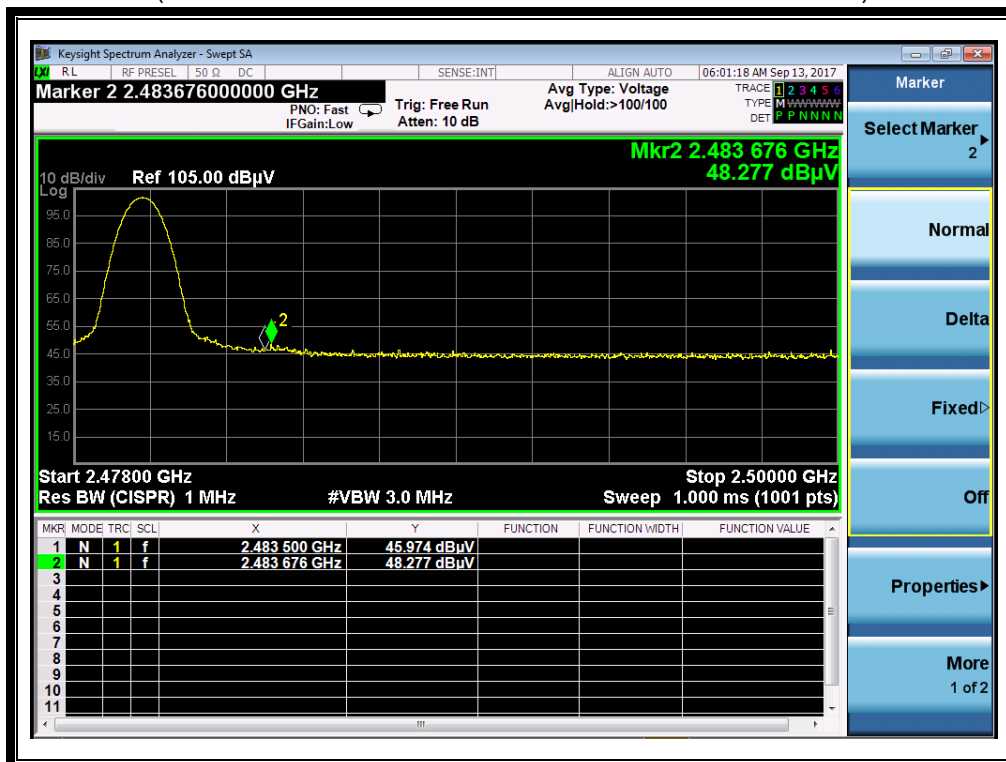 Keysight Spectrum Analyzer - Swept SA
LXI RL RF PRESEL 50 Ω DC SENSE:INT ALIGN AUTO 06:01:18 AM Sep 13, 2017
Marker 2 2.483676000000 GHz
PNO: Fast
IFGain:Low
Trig: Free Run
Atten: 10 dB
Avg Type: Voltage
Avg|Hold:>100/100
TRACE 1 2 3 4 5 6
TYPE M WWWWW
DET P P N N N N
Mkr2 2.483 676 GHz
48.277 dBµV
10 dB/div Ref 105.00 dBµV
Log
95.0
85.0
75.0
65.0
55.0
45.0
35.0
25.0
15.0
2
Start 2.47800 GHz Stop 2.50000 GHz
Res BW (CISPR) 1 MHz #VBW 3.0 MHz Sweep 1.000 ms (1001 pts)
MKR MODE TRC SCL X Y FUNCTION FUNCTION WIDTH FUNCTION VALUE
1 N 1 f 2.483 500 GHz 45.974 dBµV
2 N 1 f 2.483 676 GHz 48.277 dBµV
3
4
5
6
7
8
9
10
11
Marker
Select Marker
2
Normal
Delta
Fixed
Off
Properties
More
1 of 2